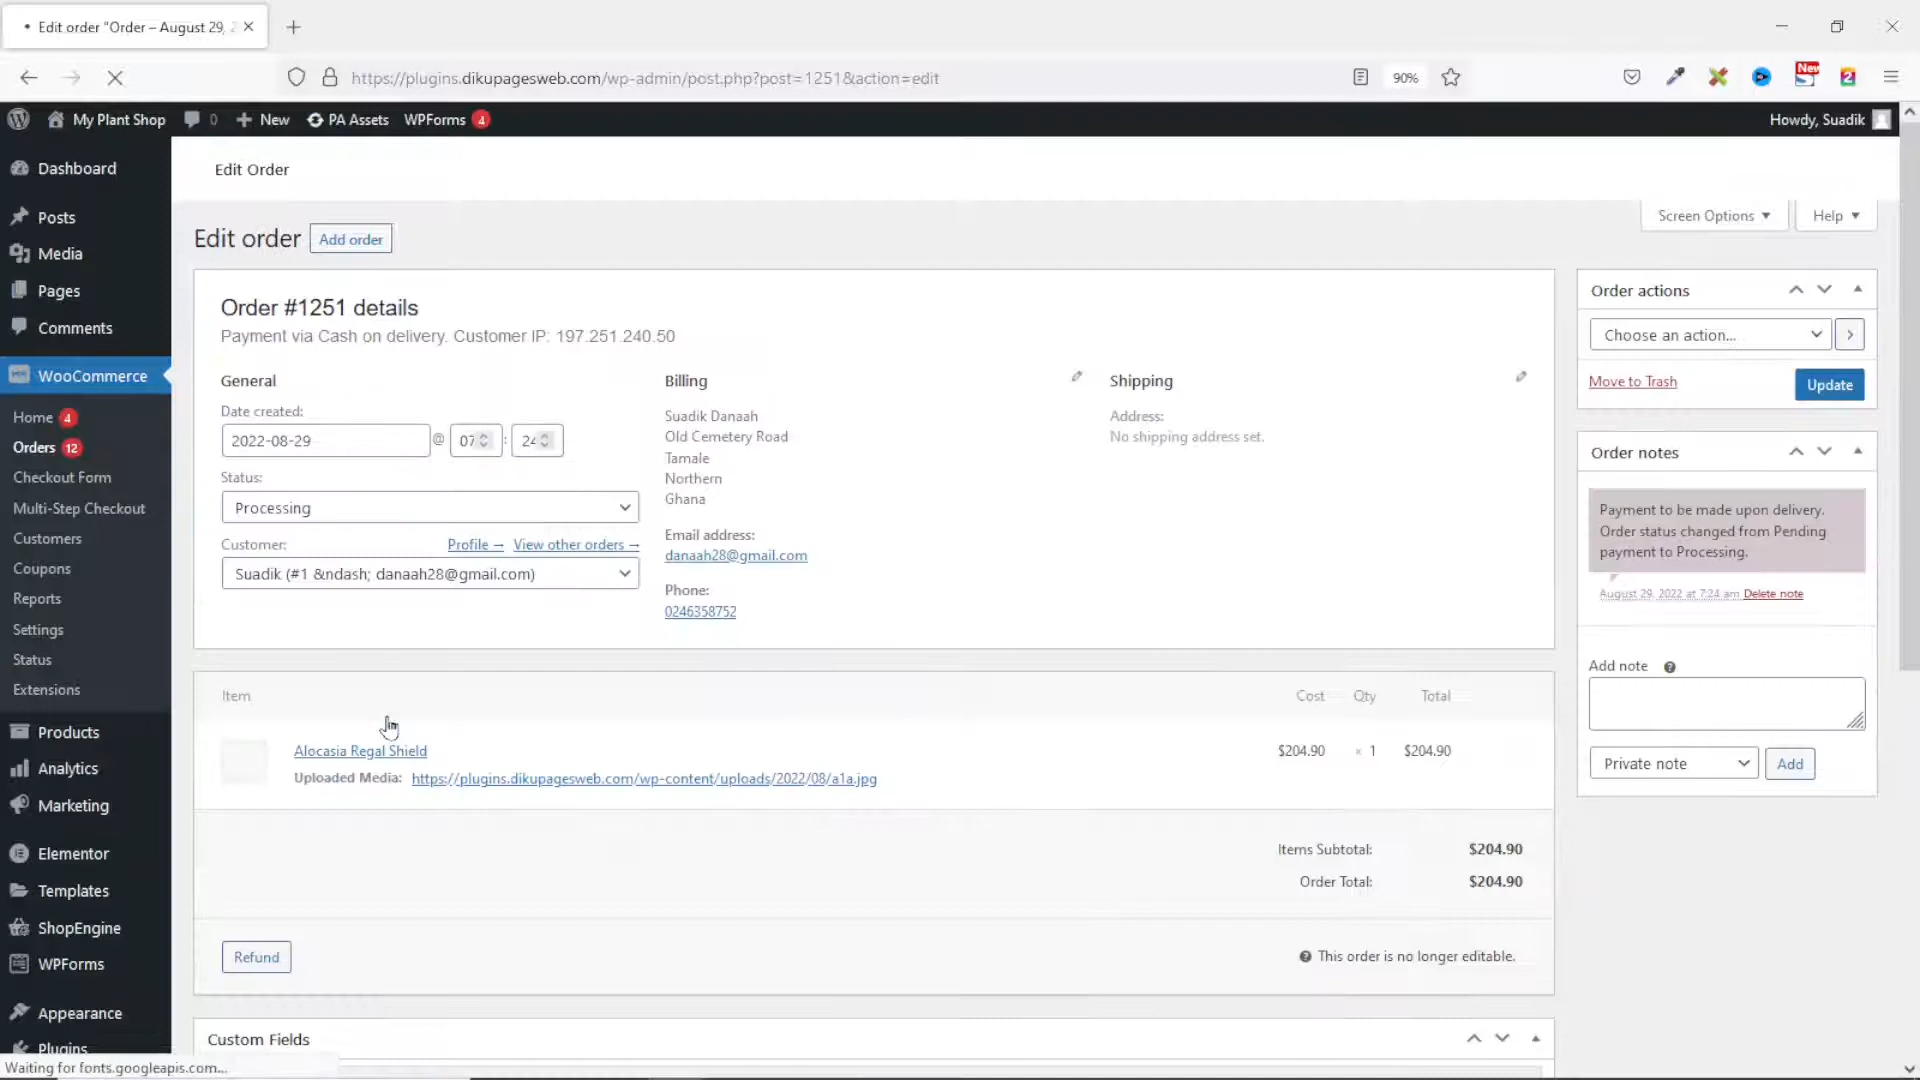 Edit order "Order – August 29, 2
https://plugins.dikupagesweb.com/wp-admin/post.php?post=1251&action=edit
90%
New
2
My Plant Shop
0
New
PA Assets
WPForms 4
Howdy, Suadik
Dashboard
Posts
Media
Pages
Comments
WooCommerce
Home 4
Orders 12
Checkout Form
Multi-Step Checkout
Customers
Coupons
Reports
Settings
Status
Extensions
Products
Analytics
Marketing
Elementor
Templates
ShopEngine
WPForms
Appearance
Plugins
Waiting for fonts.googleapis.com...
Edit Order
Screen Options
Help
Edit order
Add order
Order #1251 details
Payment via Cash on delivery. Customer IP: 197.251.240.50
General
Date created:
2022-08-29 @ 07 : 24
Status:
Processing
Customer: Profile → View other orders →
Suadik (#1 &ndash; danaah28@gmail.com)
Billing
Suadik Danaah
Old Cemetery Road
Tamale
Northern
Ghana
Email address:
danaah28@gmail.com
Phone:
0246358752
Shipping
Address:
No shipping address set.
Item Cost Qty Total
Alocasia Regal Shield $204.90 × 1 $204.90
Uploaded Media: https://plugins.dikupagesweb.com/wp-content/uploads/2022/08/a1a.jpg
Items Subtotal: $204.90
Order Total: $204.90
Refund
This order is no longer editable.
Custom Fields
Order actions
Choose an action...
Move to Trash
Update
Order notes
Payment to be made upon delivery.
Order status changed from Pending
payment to Processing.
August 29, 2022 at 7:24 am Delete note
Add note
Private note
Add